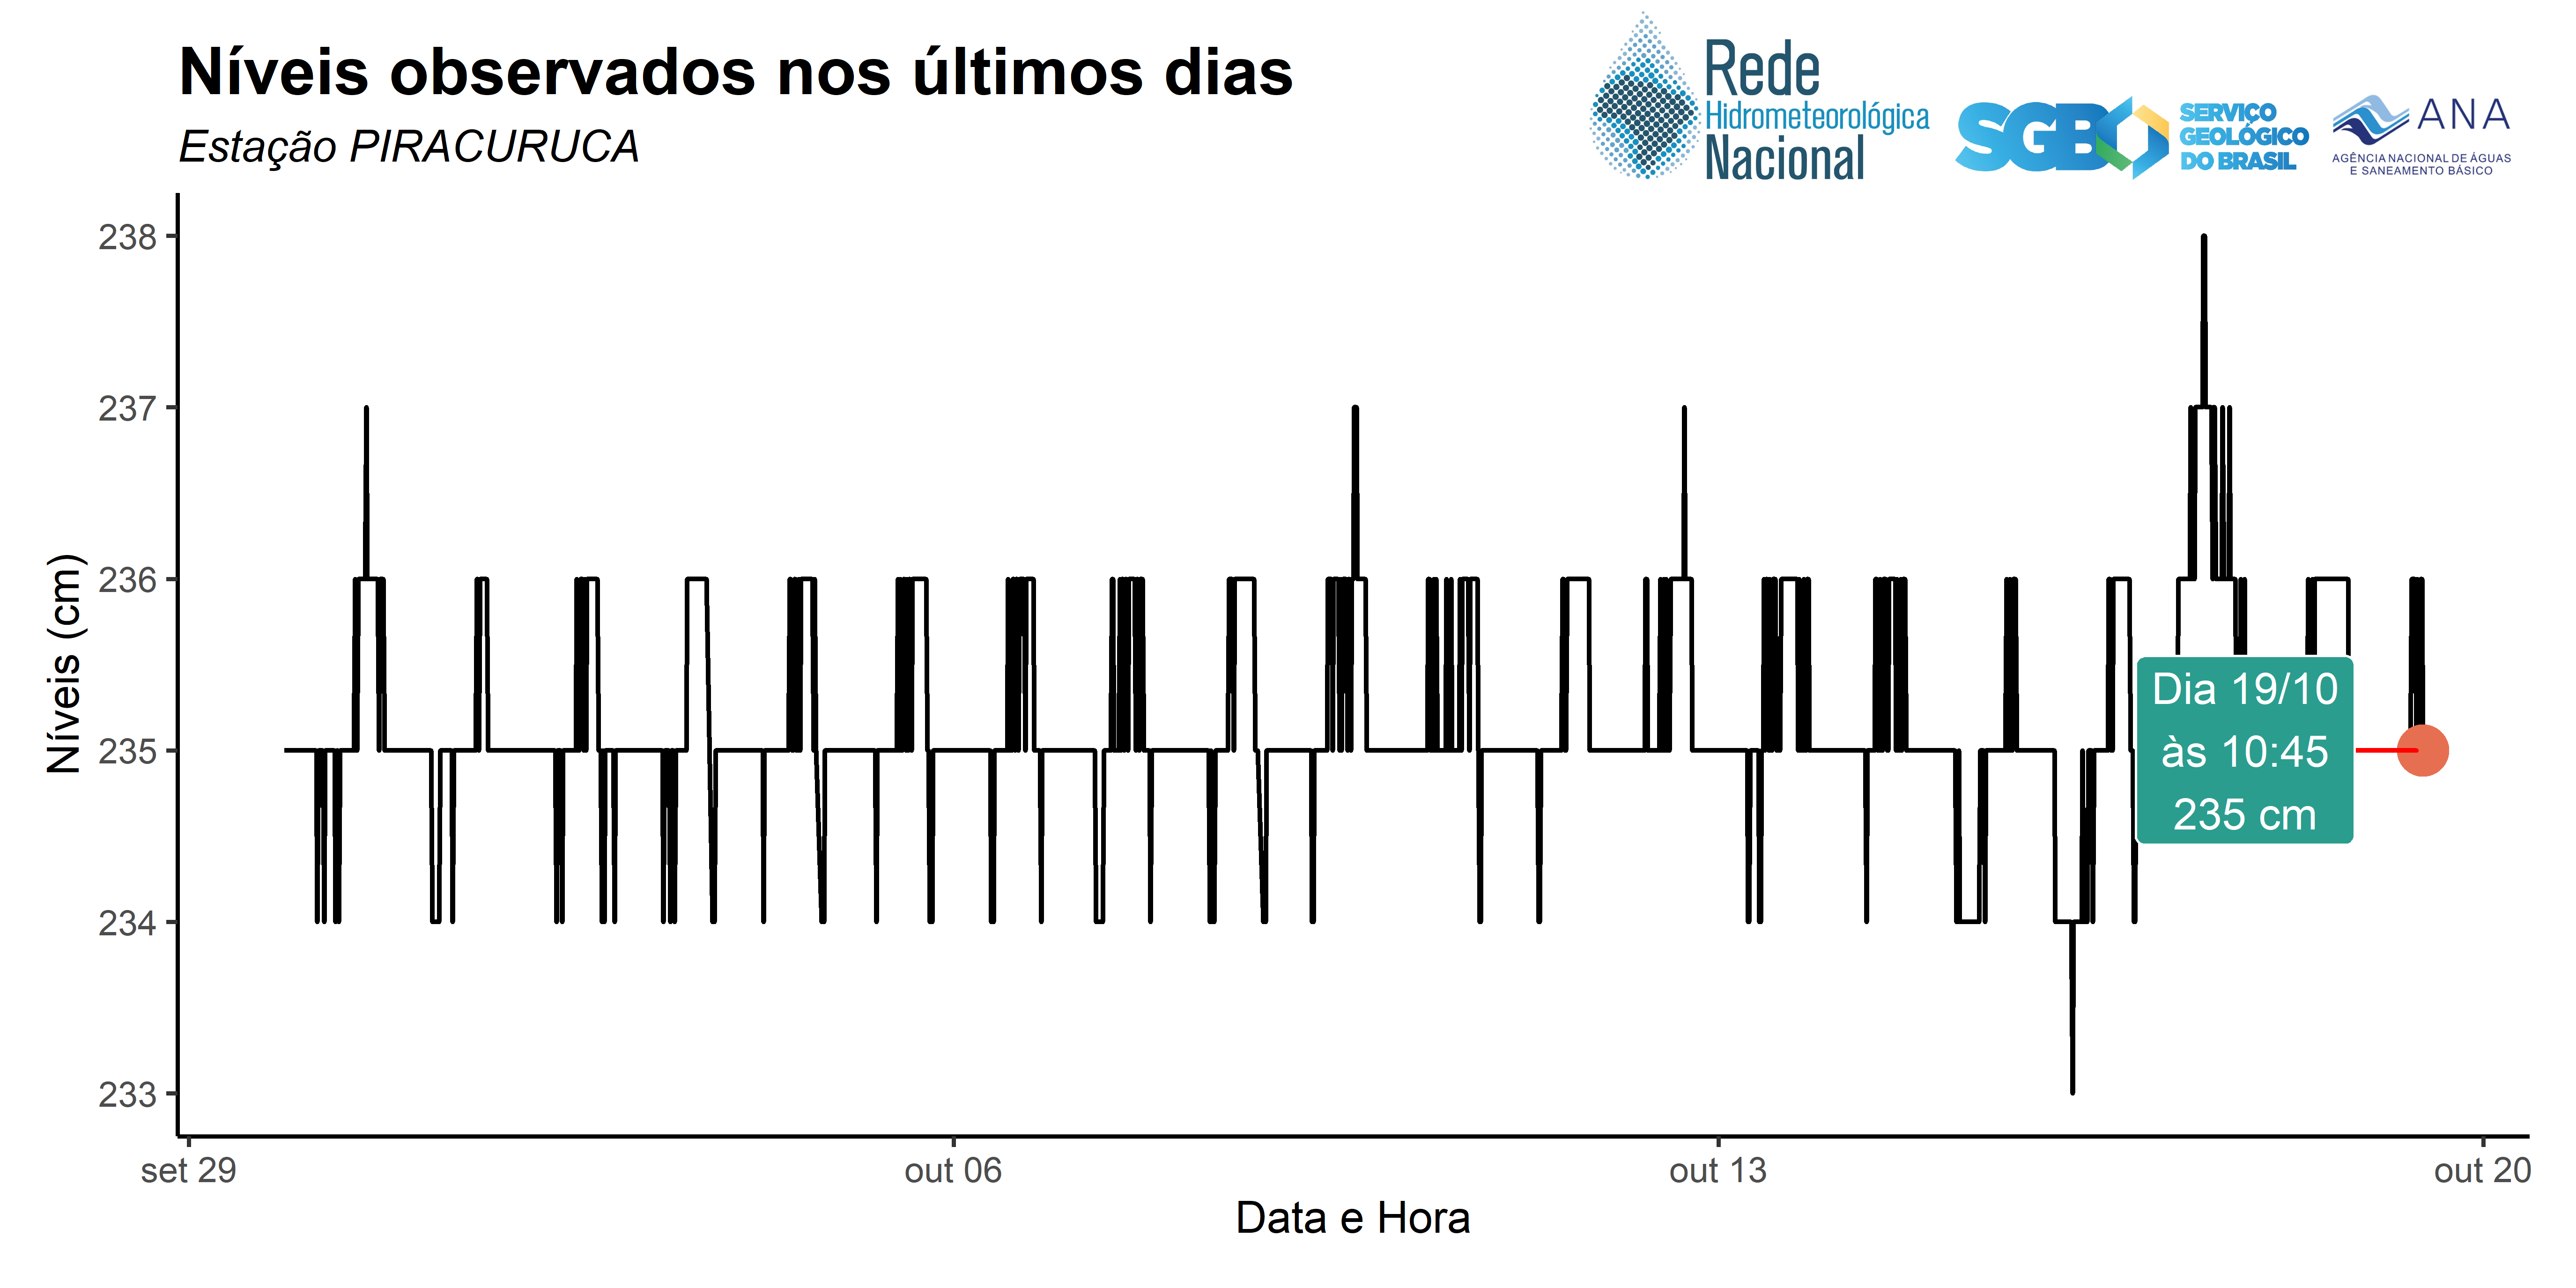 Níveis observados nos últimos dias
Estação PIRACURUCA
Rede
Hidrometeorológica
Nacional
SGB
SERVIÇO
GEOLÓGICO
DO BRASIL
ANA
AGÊNCIA NACIONAL DE ÁGUAS
E SANEAMENTO BÁSICO
Níveis (cm)
238
237
236
235
234
233
Dia 19/10
às 10:45
235 cm
set 29
out 06
out 13
out 20
Data e Hora